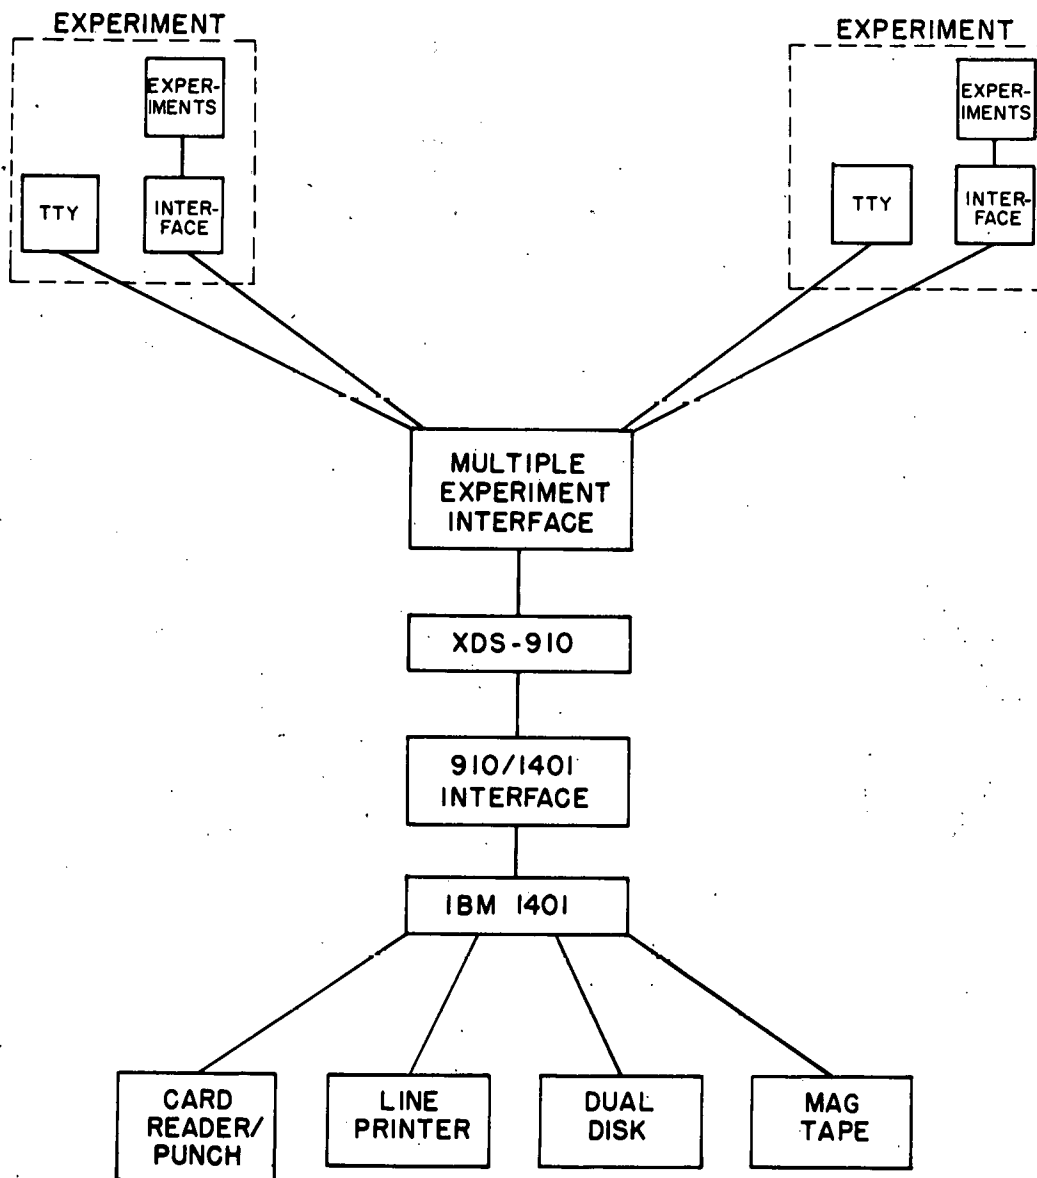 EXPERIMENT
EXPER-
IMENTS
TTY
INTER-
FACE
EXPERIMENT
EXPER-
IMENTS
TTY
INTER-
FACE
MULTIPLE
EXPERIMENT
INTERFACE
XDS-910
910/1401
INTERFACE
IBM 1401
CARD
READER/
PUNCH
LINE
PRINTER
DUAL
DISK
MAG
TAPE